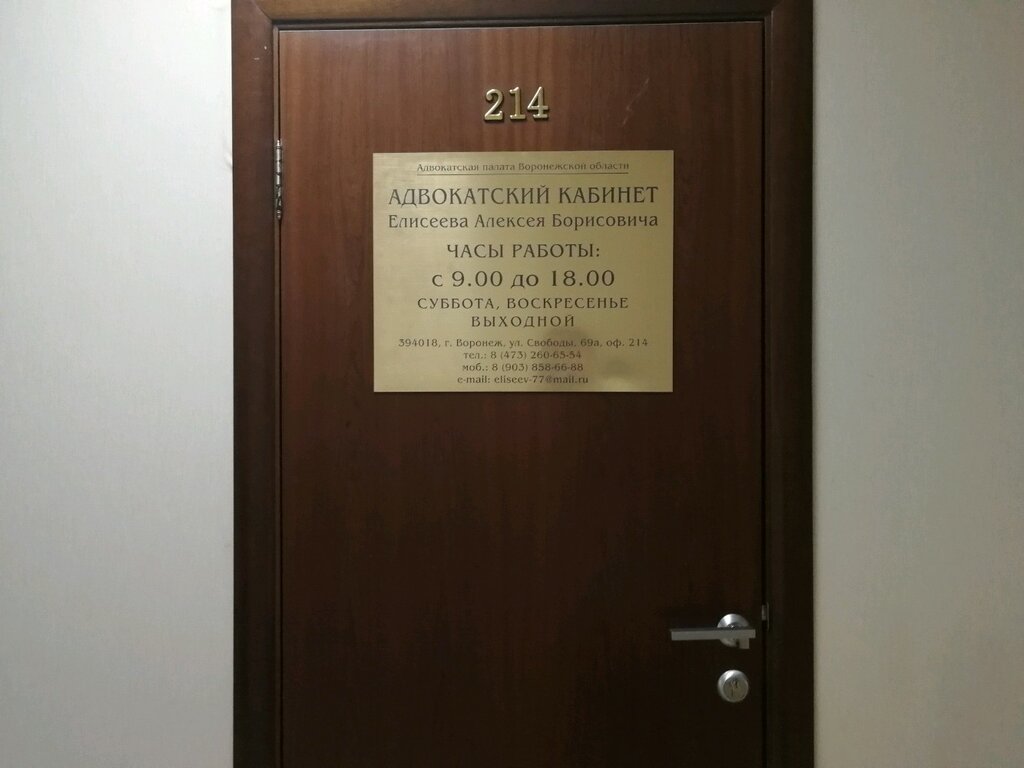 214
Адвокатская палата Воронежской области
АДВОКАТСКИЙ КАБИНЕТ
Елисеева Алексея Борисовича
ЧАСЫ РАБОТЫ:
с 9.00 до 18.00
СУББОТА, ВОСКРЕСЕНЬЕ
ВЫХОДНОЙ
394018, г. Воронеж, ул. Свободы, 69а, оф. 214
тел.: 8 (473) 260-65-54
моб.: 8 (903) 858-66-88
e-mail: eliseev-77@mail.ru